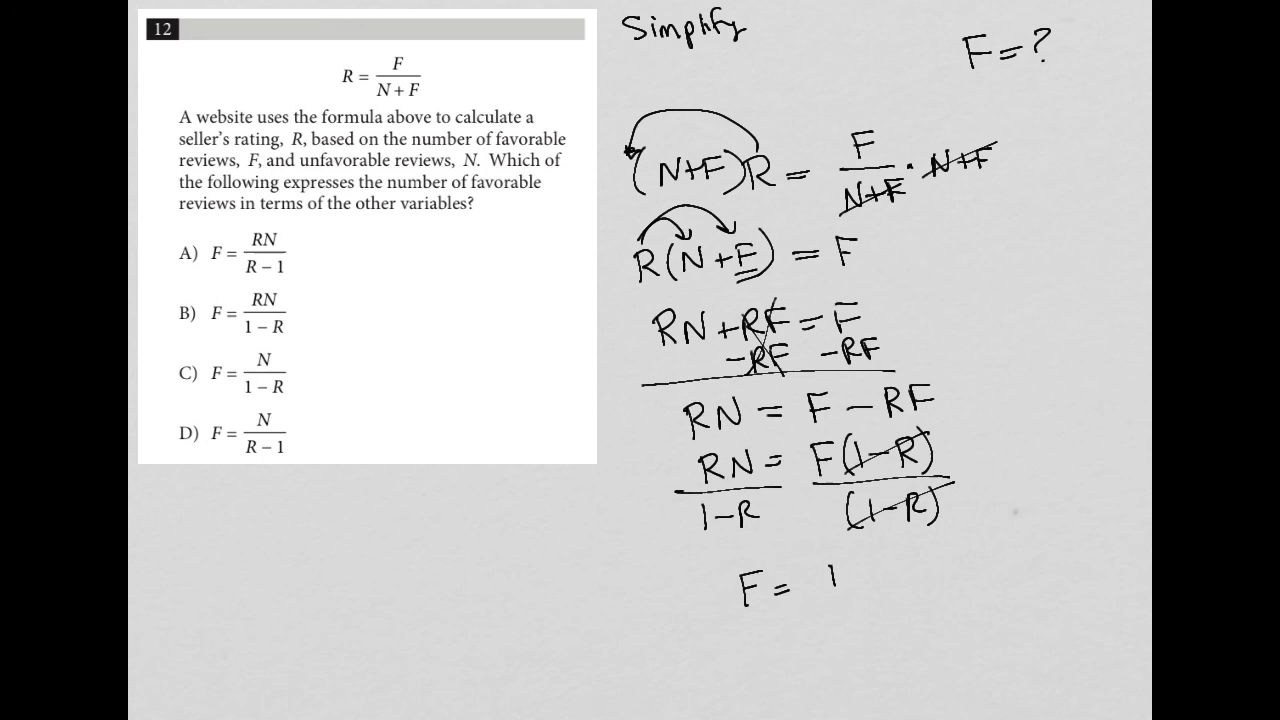 12
R = F / (N + F)
A website uses the formula above to calculate a
seller's rating, R, based on the number of favorable
reviews, F, and unfavorable reviews, N. Which of
the following expresses the number of favorable
reviews in terms of the other variables?
A) F = RN / (R − 1)
B) F = RN / (1 − R)
C) F = N / (1 − R)
D) F = N / (R − 1)
Simplify
F = ?
(N+F)R = F / (N+F) · N+F
R(N+F) = F
RN + RF = F
−RF −RF
RN = F − RF
RN = F(1−R)
1−R (1−R)
F =